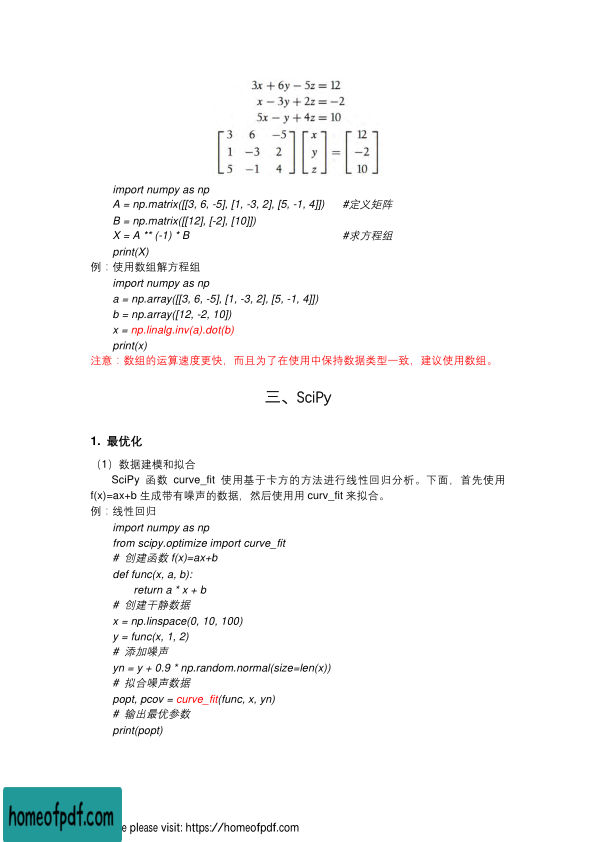 3x + 6y − 5z = 12
x − 3y + 2z = −2
5x − y + 4z = 10
[3 6 −5] [x] [12]
[1 −3 2] [y] = [−2]
[5 −1 4] [z] [10]
import numpy as np
A = np.matrix([[3, 6, -5], [1, -3, 2], [5, -1, 4]]) #定义矩阵
B = np.matrix([[12], [-2], [10]])
X = A ** (-1) * B #求方程组
print(X)
例：使用数组解方程组
import numpy as np
a = np.array([[3, 6, -5], [1, -3, 2], [5, -1, 4]])
b = np.array([12, -2, 10])
x = np.linalg.inv(a).dot(b)
print(x)
注意：数组的运算速度更快，而且为了在使用中保持数据类型一致，建议使用数组。
三、SciPy
1. 最优化
（1）数据建模和拟合
SciPy 函数 curve_fit 使用基于卡方的方法进行线性回归分析。下面，首先使用
f(x)=ax+b 生成带有噪声的数据，然后使用用 curv_fit 来拟合。
例：线性回归
import numpy as np
from scipy.optimize import curve_fit
# 创建函数 f(x)=ax+b
def func(x, a, b):
return a * x + b
# 创建干静数据
x = np.linspace(0, 10, 100)
y = func(x, 1, 2)
# 添加噪声
yn = y + 0.9 * np.random.normal(size=len(x))
# 拟合噪声数据
popt, pcov = curve_fit(func, x, yn)
# 输出最优参数
print(popt)
homeofpdf.com
e please visit: https://homeofpdf.com